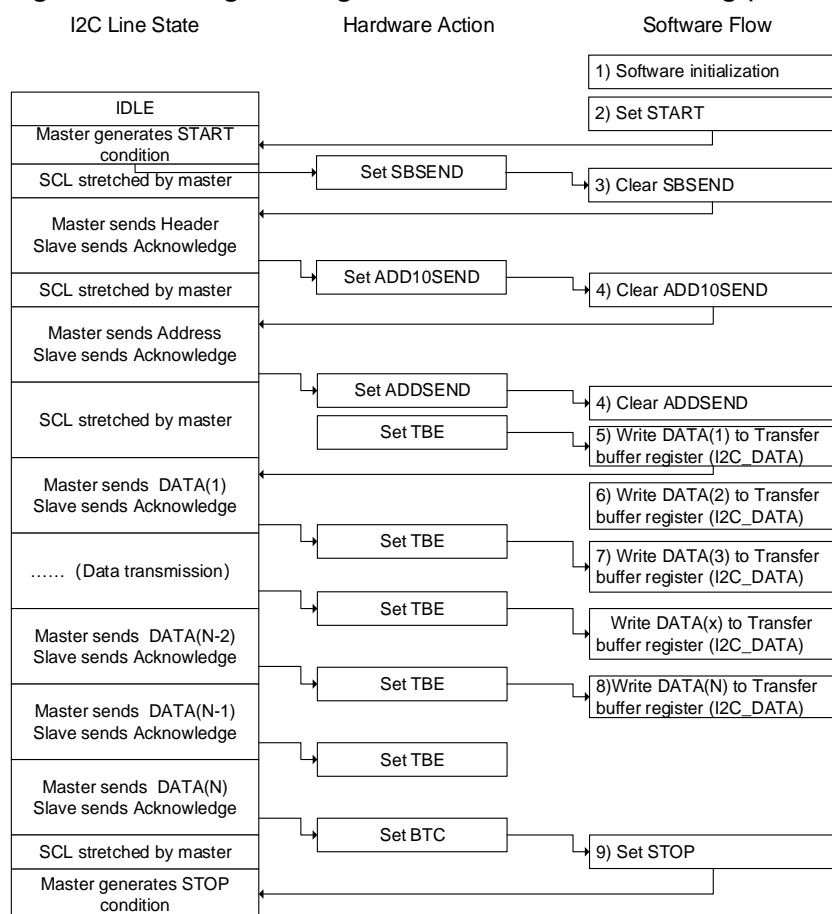 I2C Line State
Hardware Action
Software Flow
1) Software initialization
IDLE
2) Set START
Master generates START
condition
SCL stretched by master
Set SBSEND
3) Clear SBSEND
Master sends Header
Slave sends Acknowledge
SCL stretched by master
Set ADD10SEND
4) Clear ADD10SEND
Master sends Address
Slave sends Acknowledge
SCL stretched by master
Set ADDSEND
4) Clear ADDSEND
Set TBE
5) Write DATA(1) to Transfer
buffer register (I2C_DATA)
Master sends DATA(1)
Slave sends Acknowledge
6) Write DATA(2) to Transfer
buffer register (I2C_DATA)
Set TBE
7) Write DATA(3) to Transfer
buffer register (I2C_DATA)
...... (Data transmission)
Set TBE
Write DATA(x) to Transfer
buffer register (I2C_DATA)
Master sends DATA(N-2)
Slave sends Acknowledge
Set TBE
8)Write DATA(N) to Transfer
buffer register (I2C_DATA)
Master sends DATA(N-1)
Slave sends Acknowledge
Set TBE
Master sends DATA(N)
Slave sends Acknowledge
Set BTC
9) Set STOP
SCL stretched by master
Master generates STOP
condition